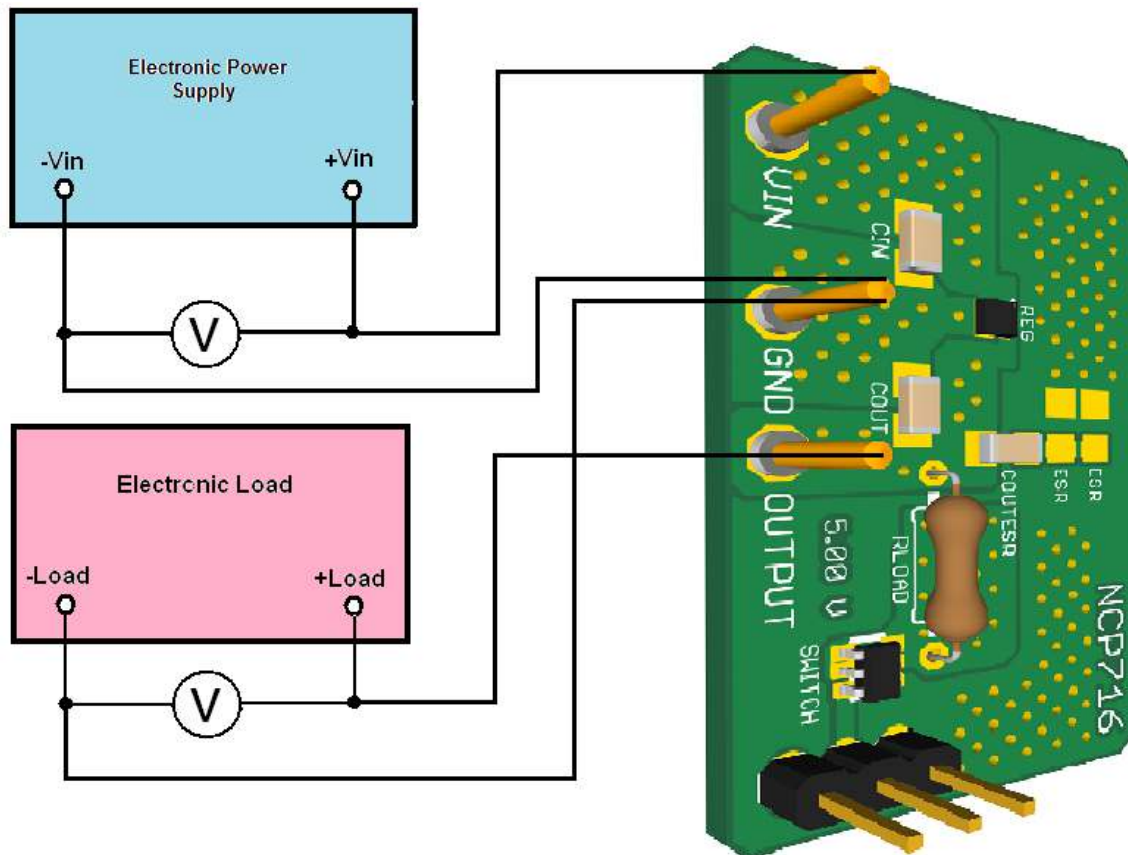 Electronic Power
Supply
-Vin
+Vin
V
Electronic Load
-Load
+Load
V
VIN
CIN
GND
REG
COUT
OUTPUT
COUTESR
ESR
ESR
5.00 V
RLOAD
SWITCH
NCP716